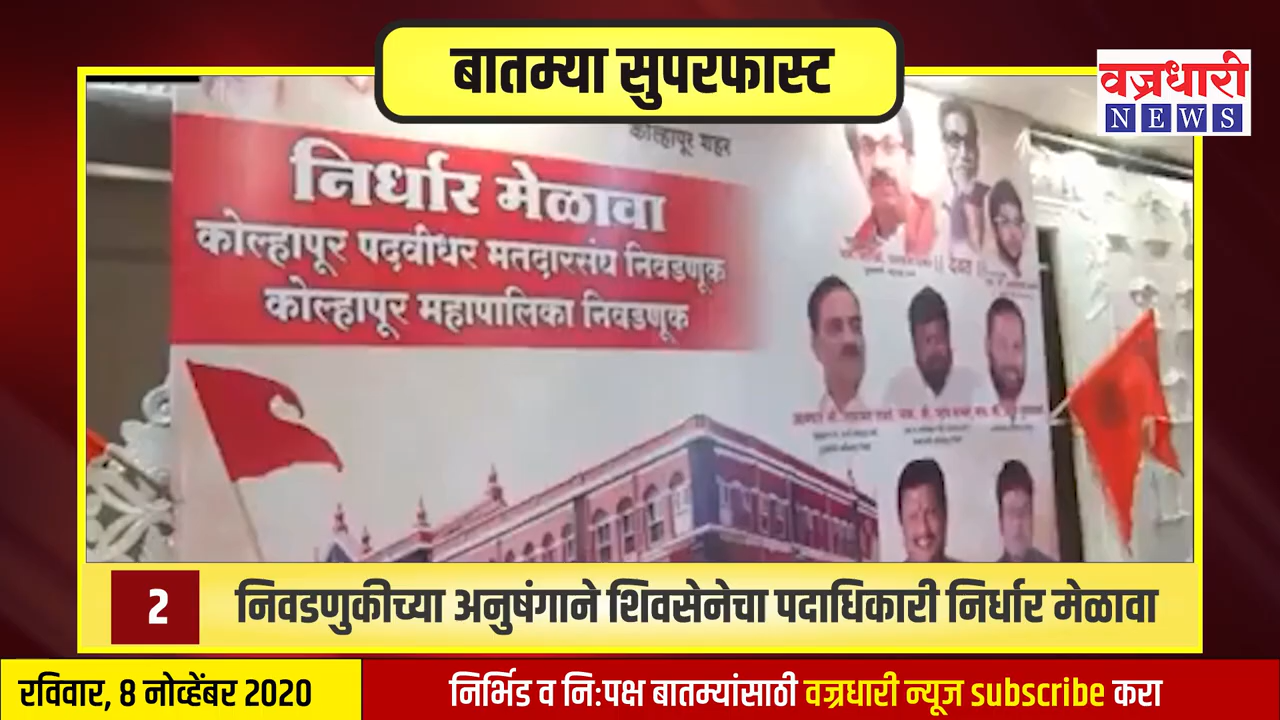 बातम्या सुपरफास्ट
वज्रधारी
NEWS
कोल्हापूर शहर
निर्धार मेळावा
कोल्हापूर पदवीधर मतदारसंघ निवडणूक
कोल्हापूर महापालिका निवडणूक
2 निवडणुकीच्या अनुषंगाने शिवसेनेचा पदाधिकारी निर्धार मेळावा
रविवार, 8 नोव्हेंबर 2020
निर्भिड व नि:पक्ष बातम्यांसाठी वज्रधारी न्यूज subscribe करा